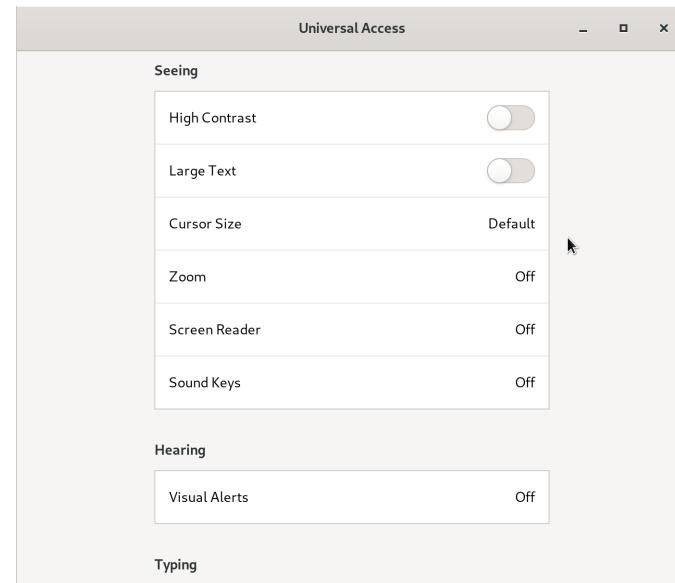 Universal Access
Seeing
High Contrast
Large Text
Cursor Size Default
Zoom Off
Screen Reader Off
Sound Keys Off
Hearing
Visual Alerts Off
Typing